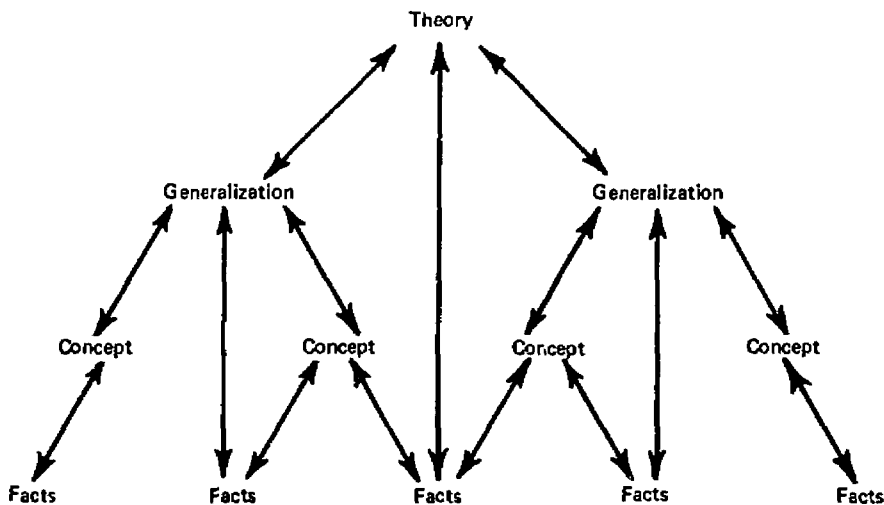 Theory
Generalization Generalization
Concept Concept Concept Concept
Facts Facts Facts Facts Facts